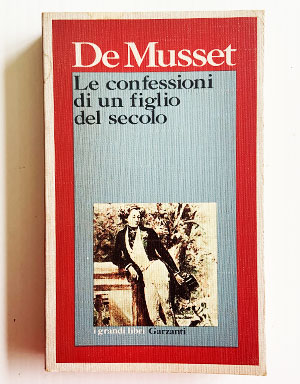 De Musset
Le confessioni
di un figlio
del secolo
i grandi libri Garzanti